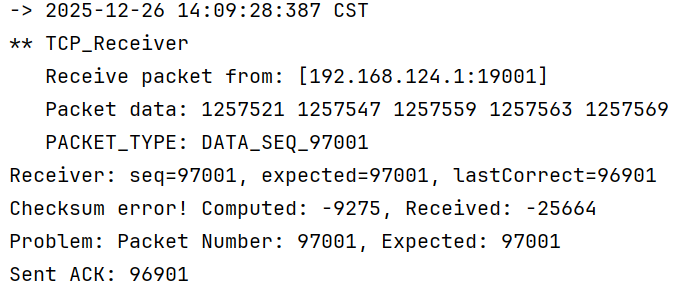 -> 2025-12-26 14:09:28:387 CST
** TCP_Receiver
   Receive packet from: [192.168.124.1:19001]
   Packet data: 1257521 1257547 1257559 1257563 1257569
   PACKET_TYPE: DATA_SEQ_97001
Receiver: seq=97001, expected=97001, lastCorrect=96901
Checksum error! Computed: -9275, Received: -25664
Problem: Packet Number: 97001, Expected: 97001
Sent ACK: 96901